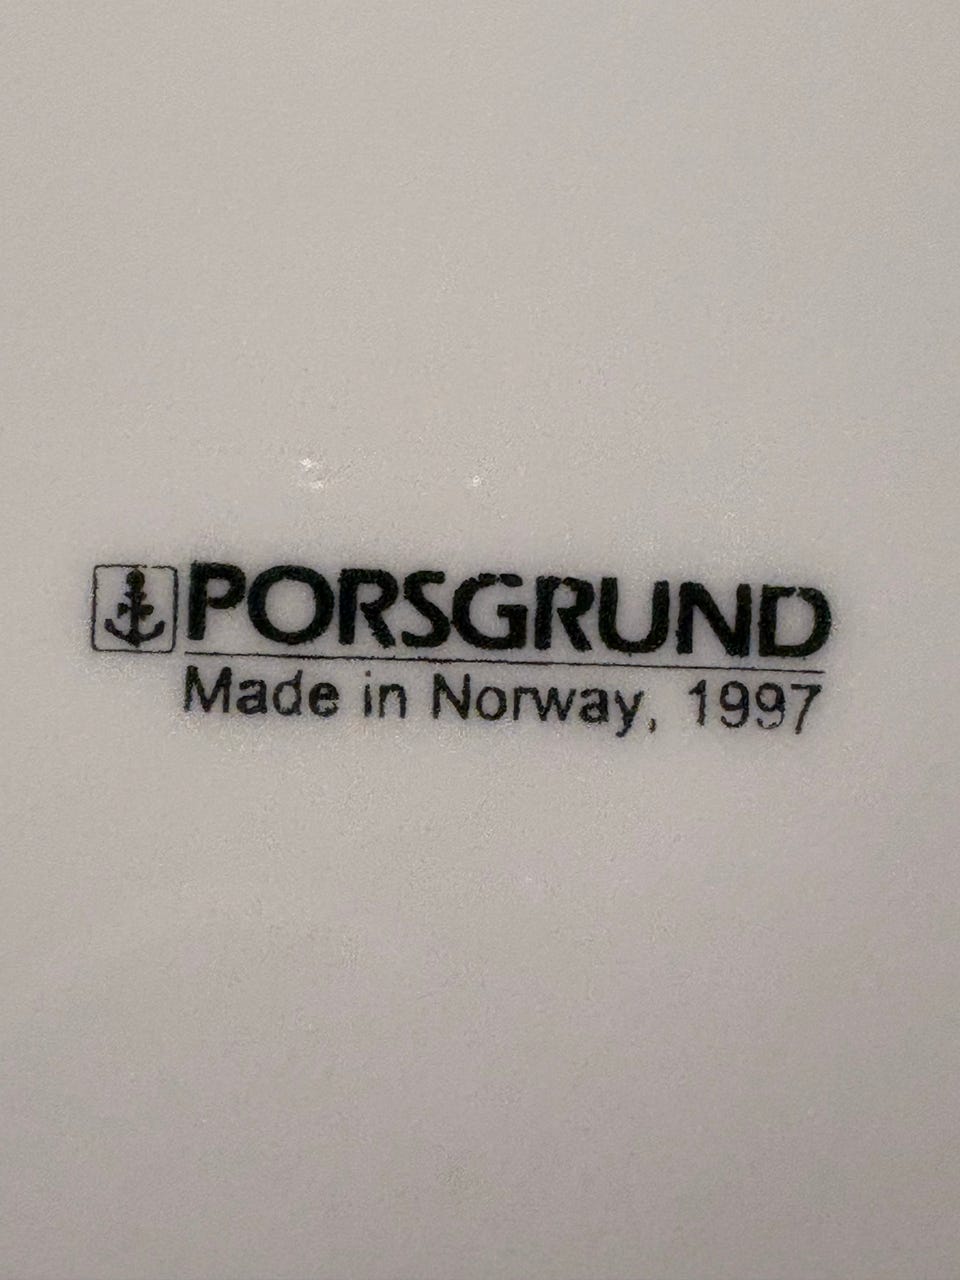 PORSGRUND
Made in Norway, 1997